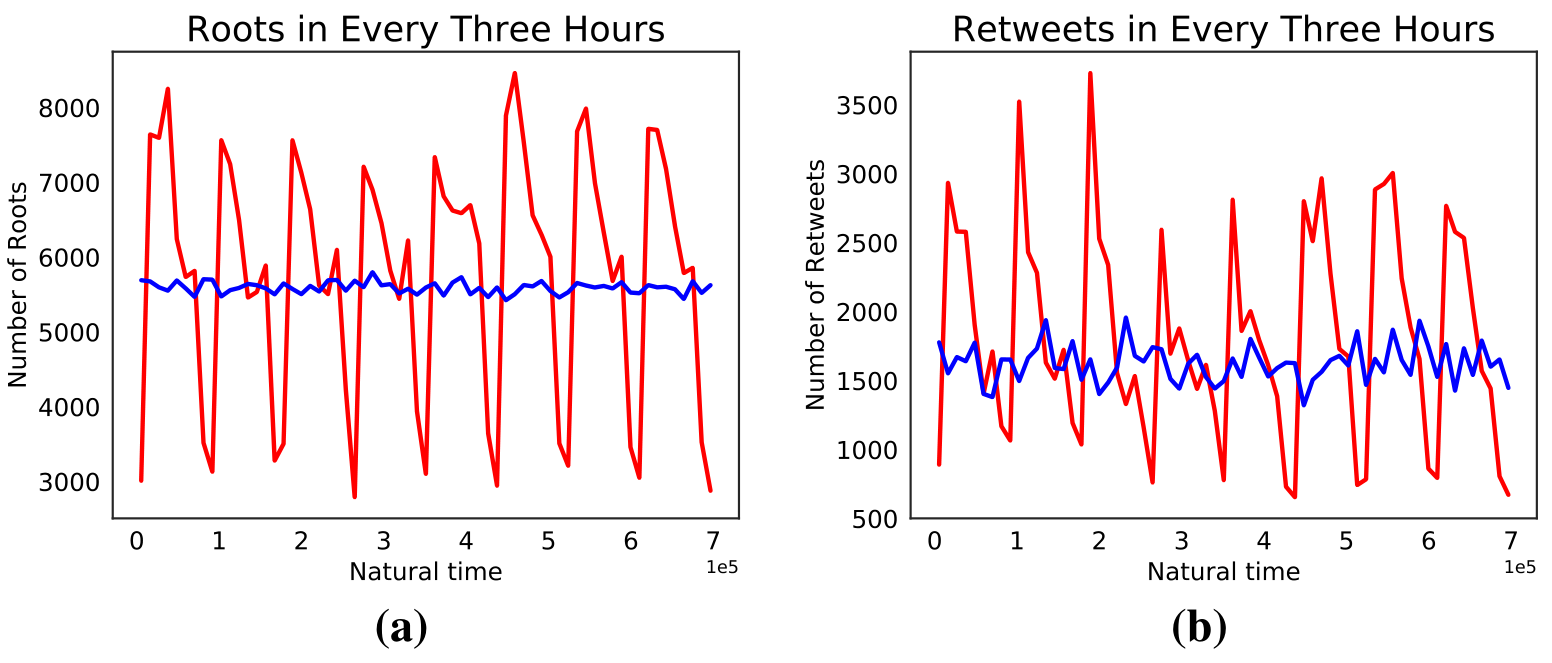 Roots in Every Three Hours
Number of Roots
8000
7000
6000
5000
4000
3000
0 1 2 3 4 5 6 7
1e5
Natural time
(a)
Retweets in Every Three Hours
Number of Retweets
3500
3000
2500
2000
1500
1000
500
0 1 2 3 4 5 6 7
1e5
Natural time
(b)